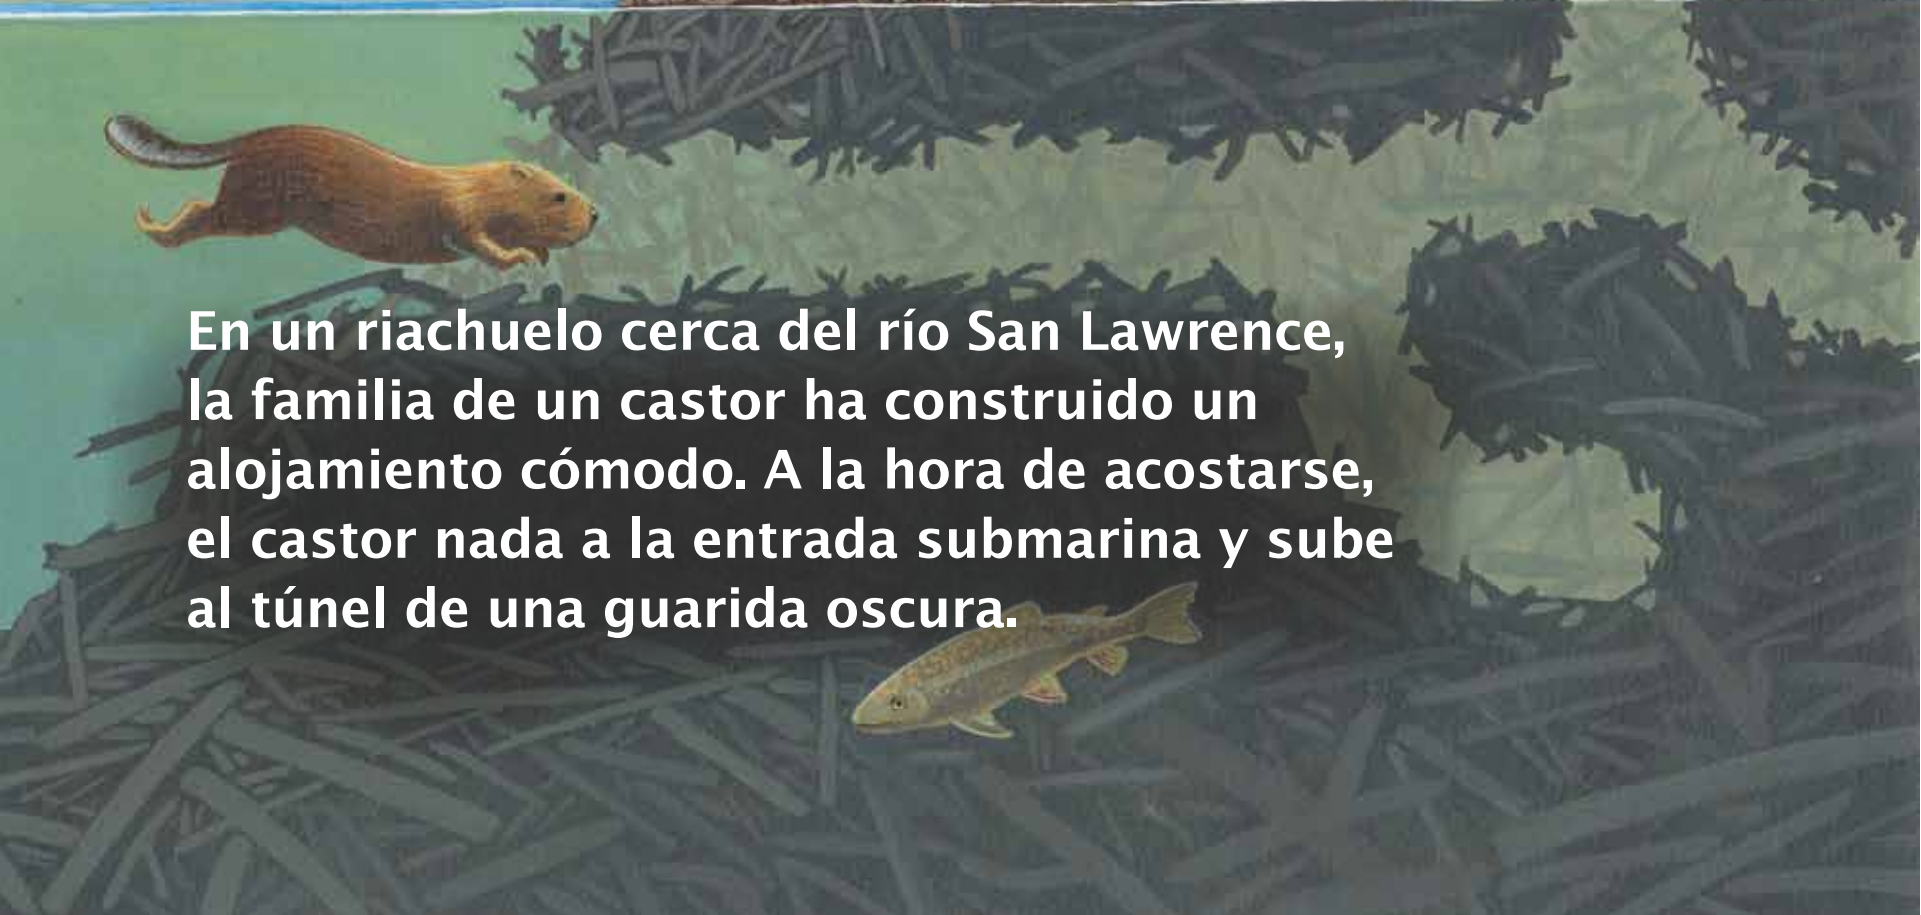 En un riachuelo cerca del río San Lawrence,
la familia de un castor ha construido un
alojamiento cómodo. A la hora de acostarse,
el castor nada a la entrada submarina y sube
al túnel de una guarida oscura.